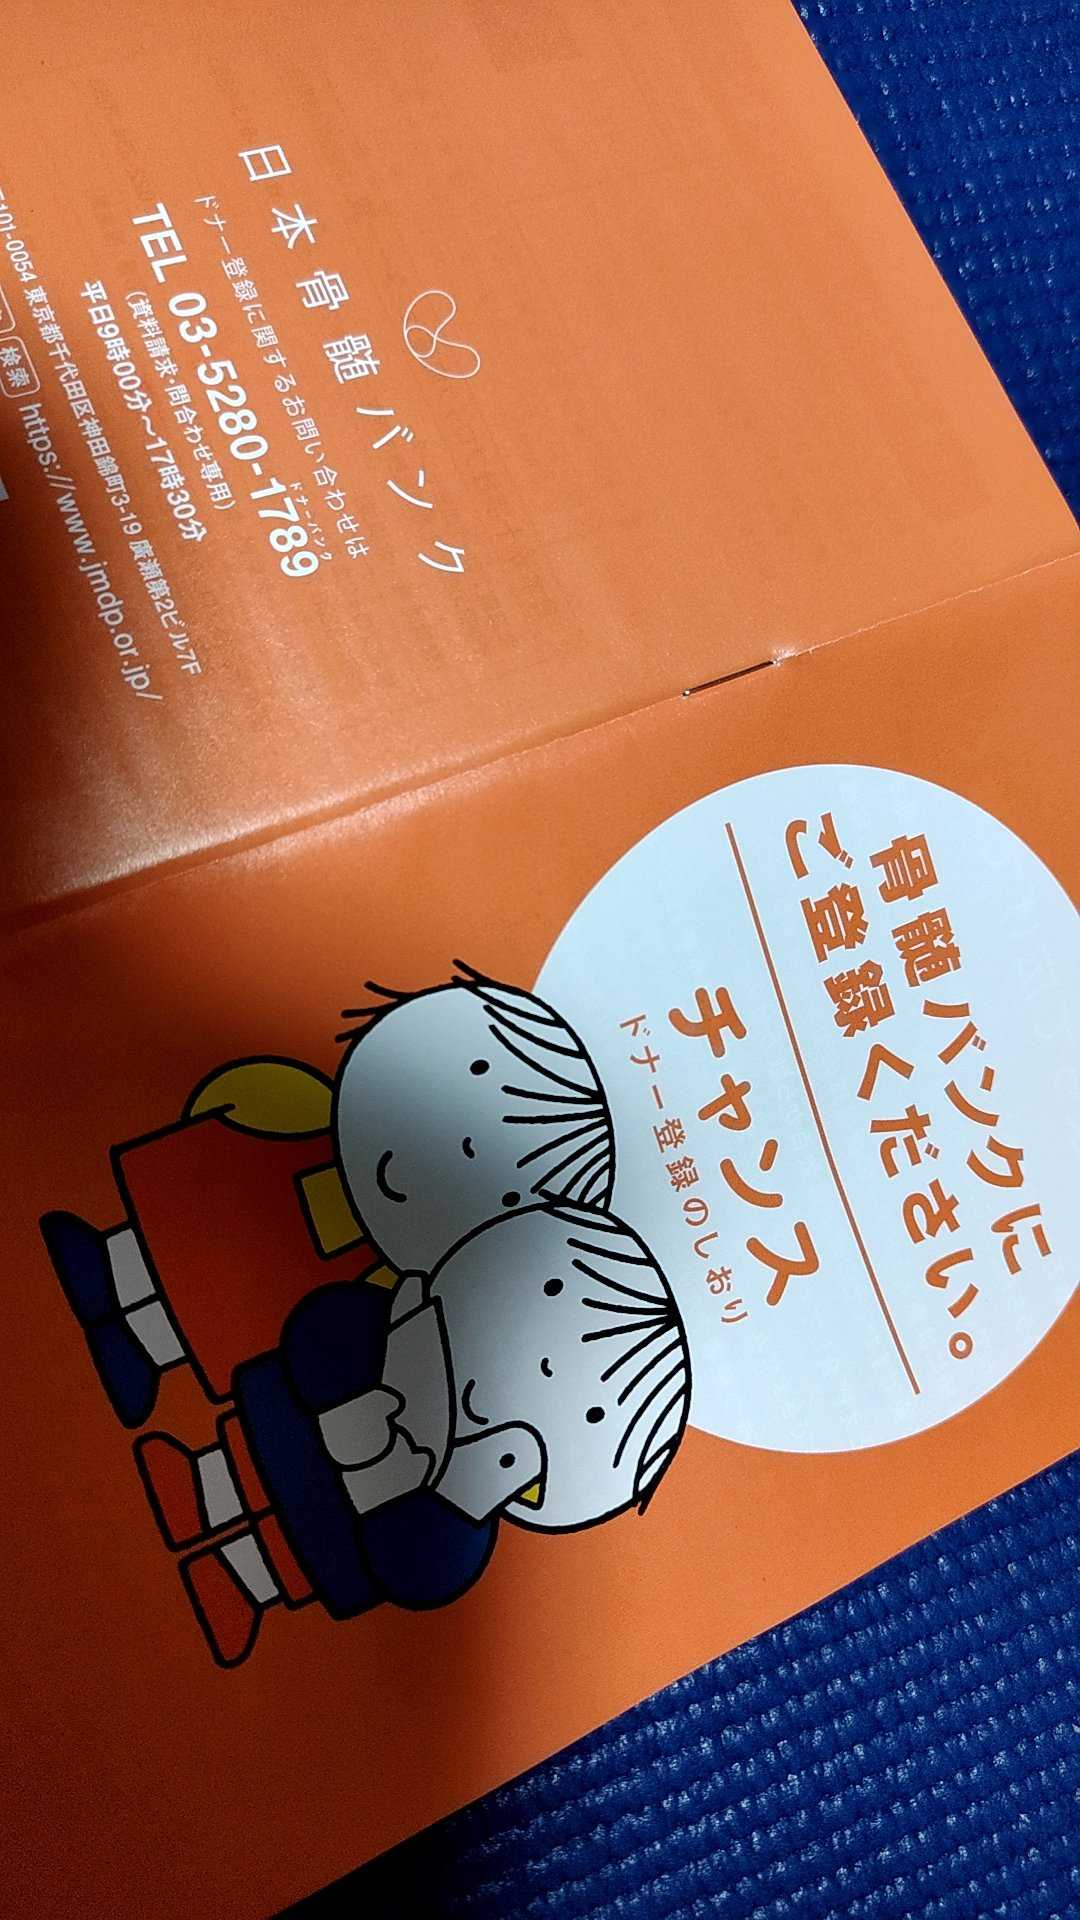 骨髄バンクに
ご登録ください。
チャンス
ドナー登録のしおり
日本骨髄バンク
ドナー登録に関するお問い合わせは
ドナーバンク
TEL 03-5280-1789
(資料請求・問合わせ専用)
平日9時00分～17時30分
101-0054 東京都千代田区神田錦町3-19 廣瀬第2ビル7F
検索 https://www.jmdp.or.jp/